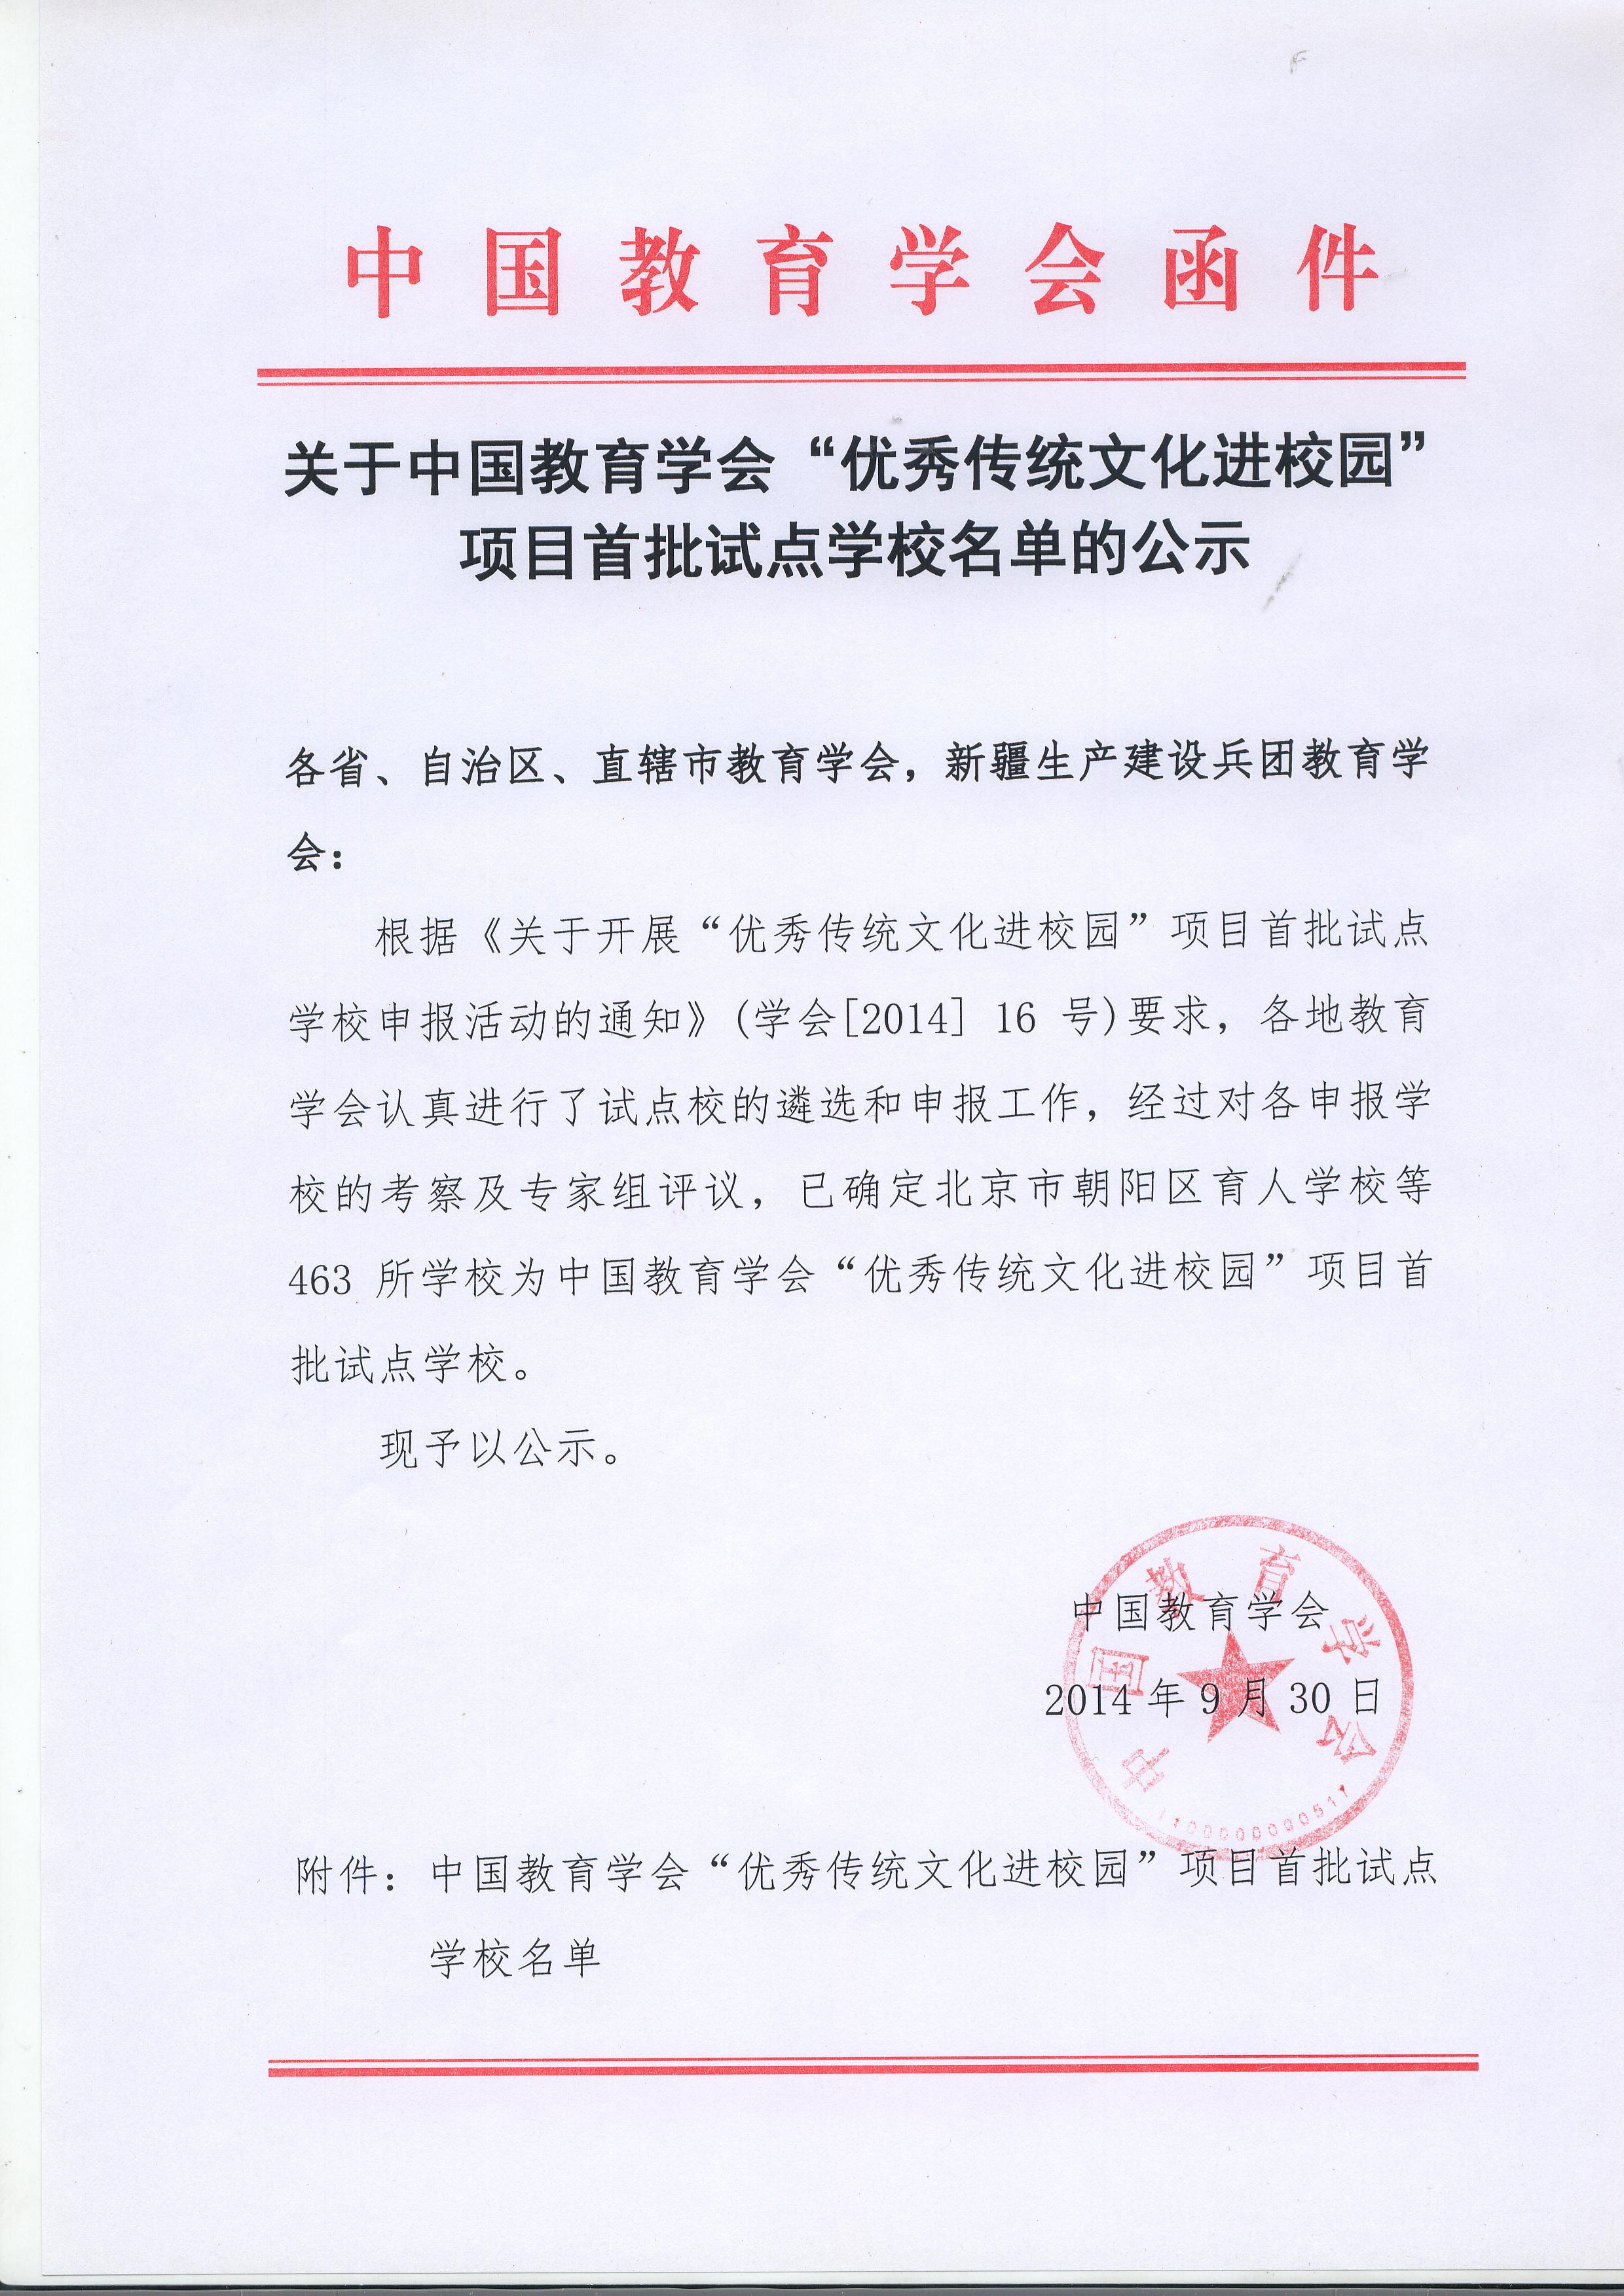 中国教育学会函件
关于中国教育学会“优秀传统文化进校园”
项目首批试点学校名单的公示
各省、自治区、直辖市教育学会，新疆生产建设兵团教育学
会：
根据《关于开展“优秀传统文化进校园”项目首批试点
学校申报活动的通知》(学会[2014] 16 号)要求，各地教育
学会认真进行了试点校的遴选和申报工作，经过对各申报学
校的考察及专家组评议，已确定北京市朝阳区育人学校等
463 所学校为中国教育学会“优秀传统文化进校园”项目首
批试点学校。
现予以公示。
中国教育学会
2014 年 9 月 30 日
中国教育学会
附件：中国教育学会“优秀传统文化进校园”项目首批试点
学校名单